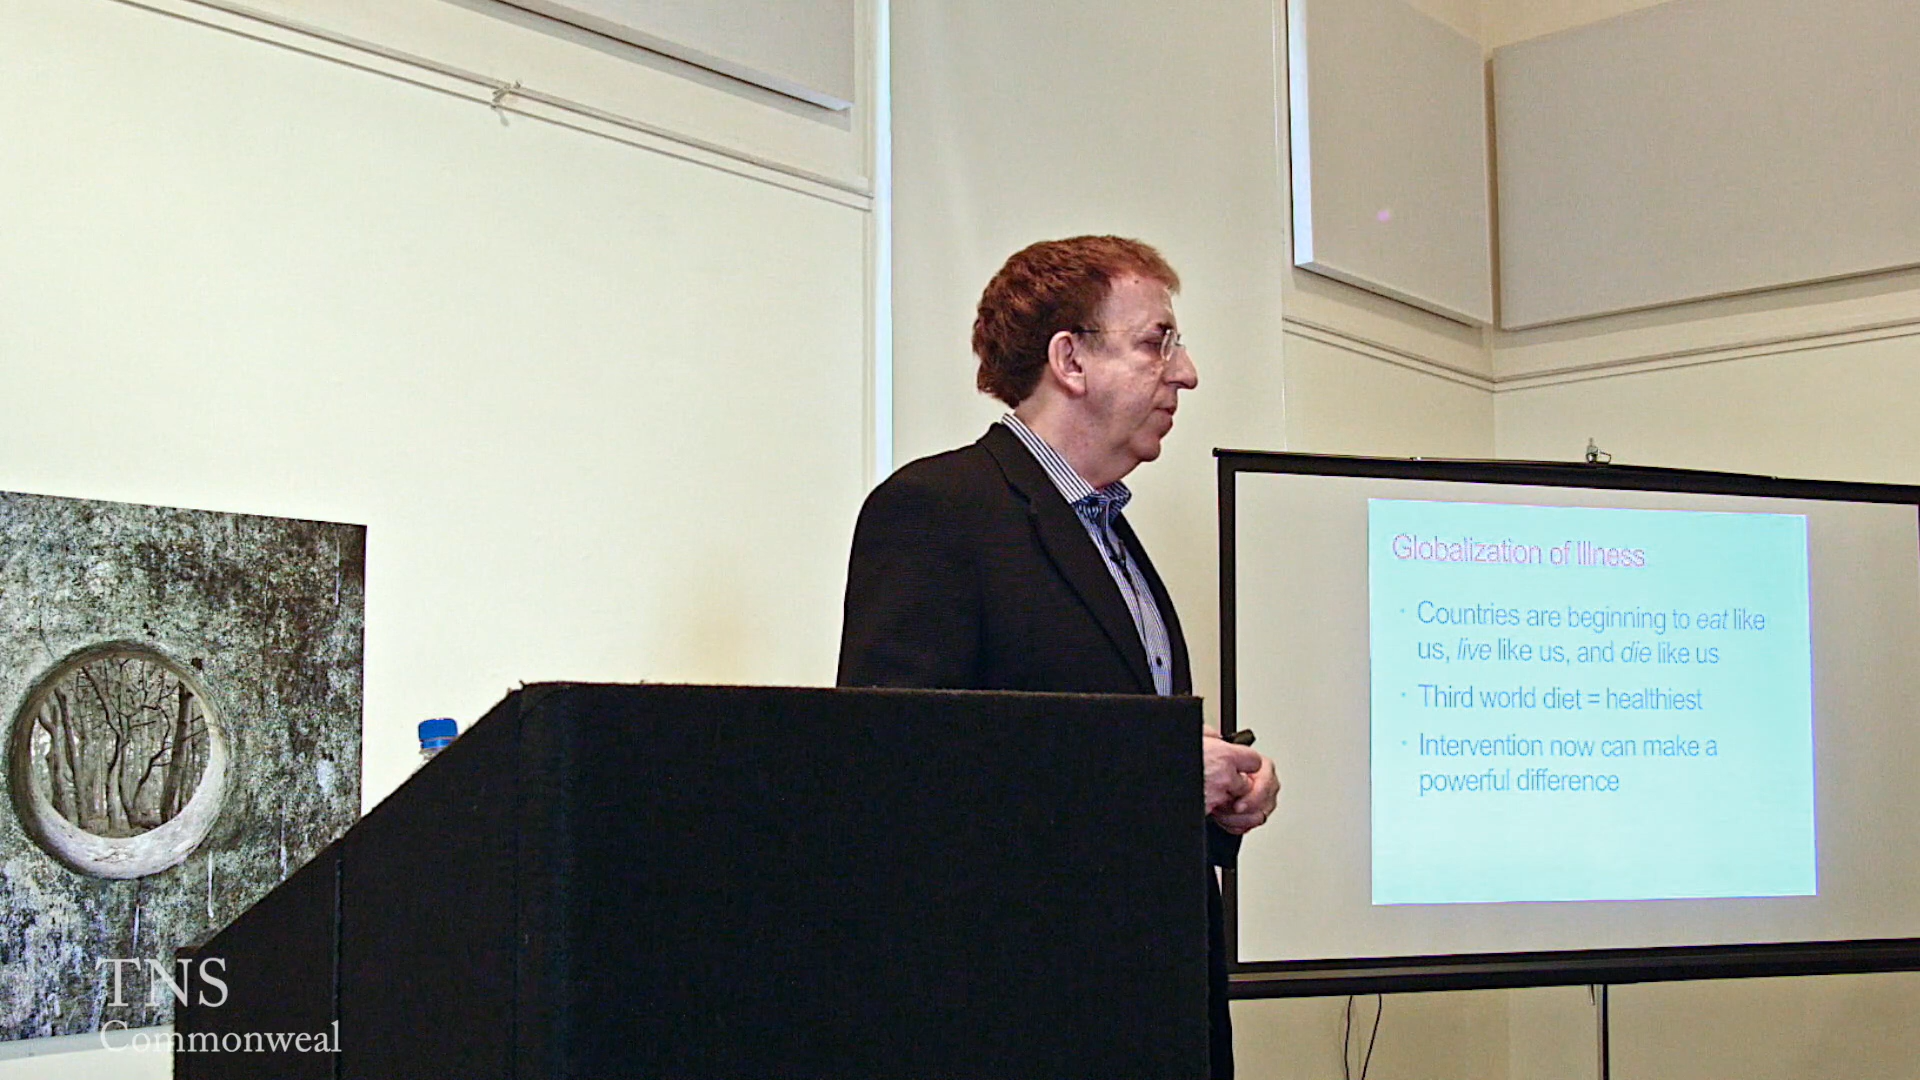 Globalization of Illness
• Countries are beginning to eat like
us, live like us, and die like us
• Third world diet = healthiest
• Intervention now can make a
powerful difference
TNS
Commonweal